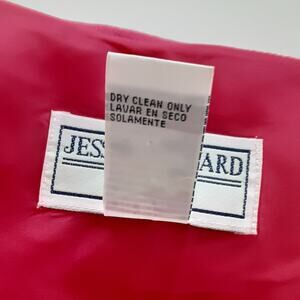 DRY CLEAN ONLY
LAVAR EN SECO
SOLAMENTE